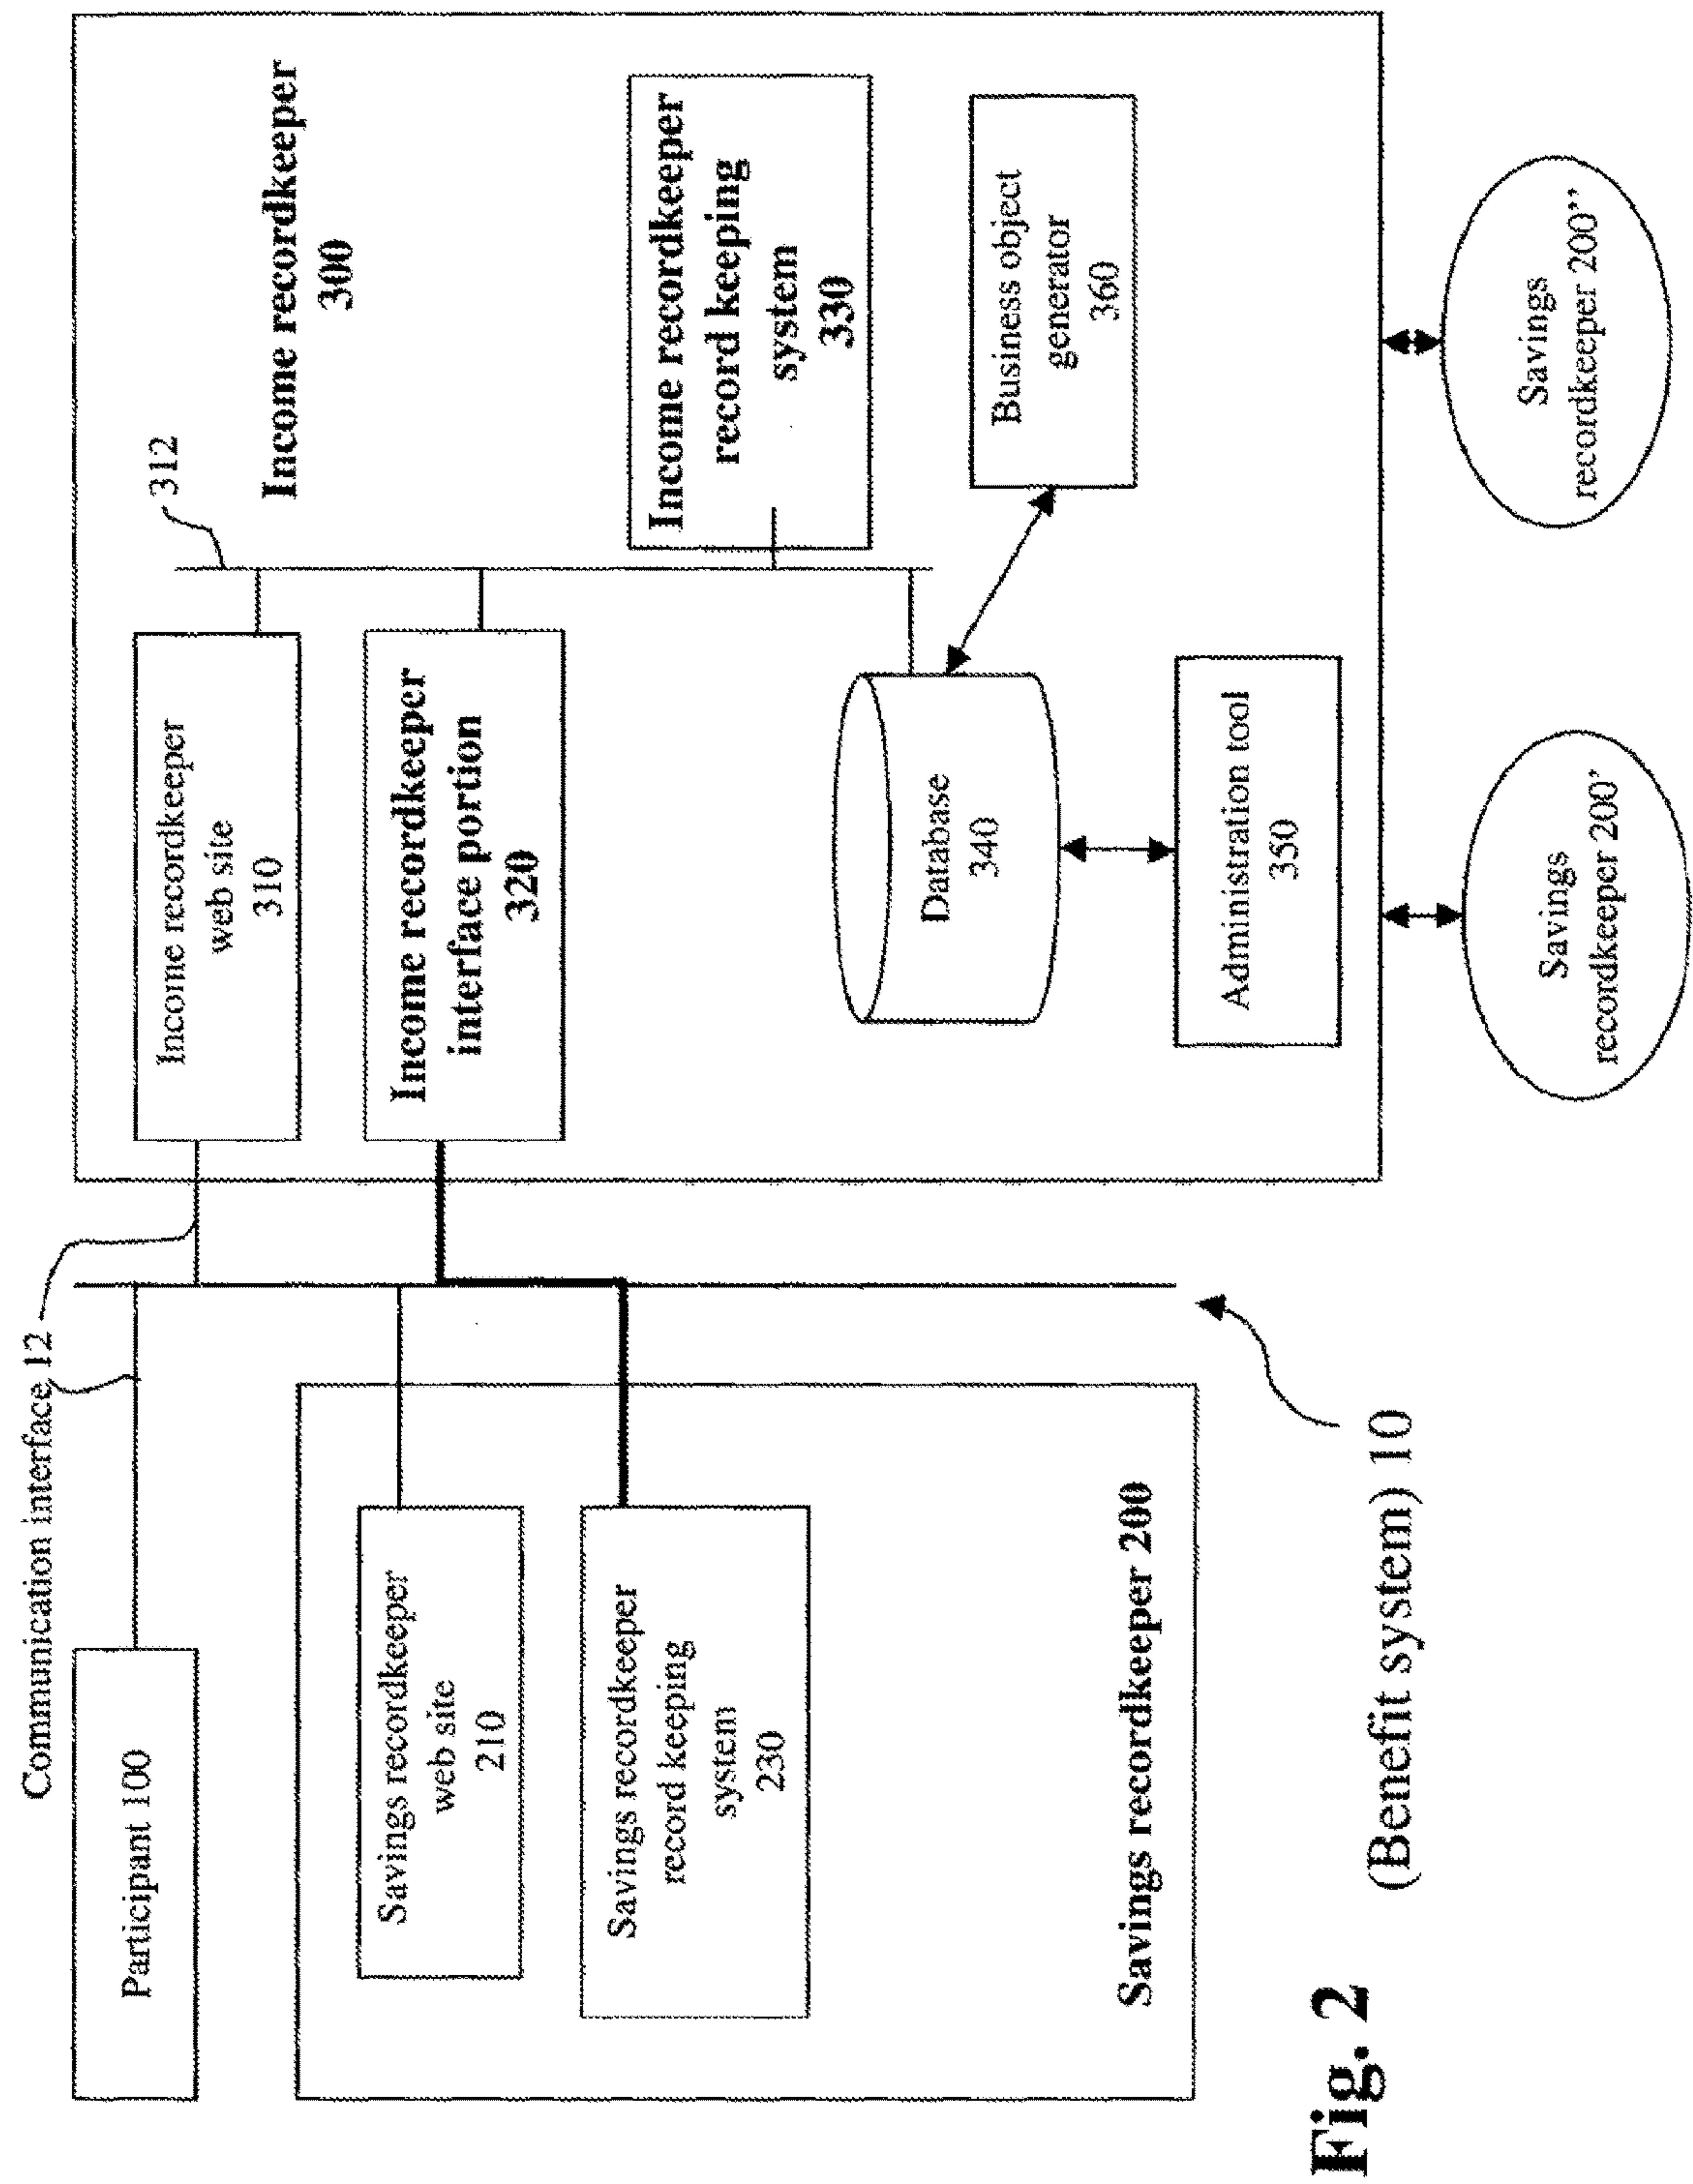 Communication interface 12
Participant 100
Savings recordkeeper
web site
210
Savings recordkeeper
record keeping
system
230
Savings recordkeeper 200
312
Income recordkeeper
300
Income recordkeeper
web site
310
Income recordkeeper
interface portion
320
Income recordkeeper
record keeping
system
330
Database
340
Business object
generator
360
Administration tool
350
Savings
recordkeeper 200’
Savings
recordkeeper 200’’
Fig. 2
(Benefit system) 10